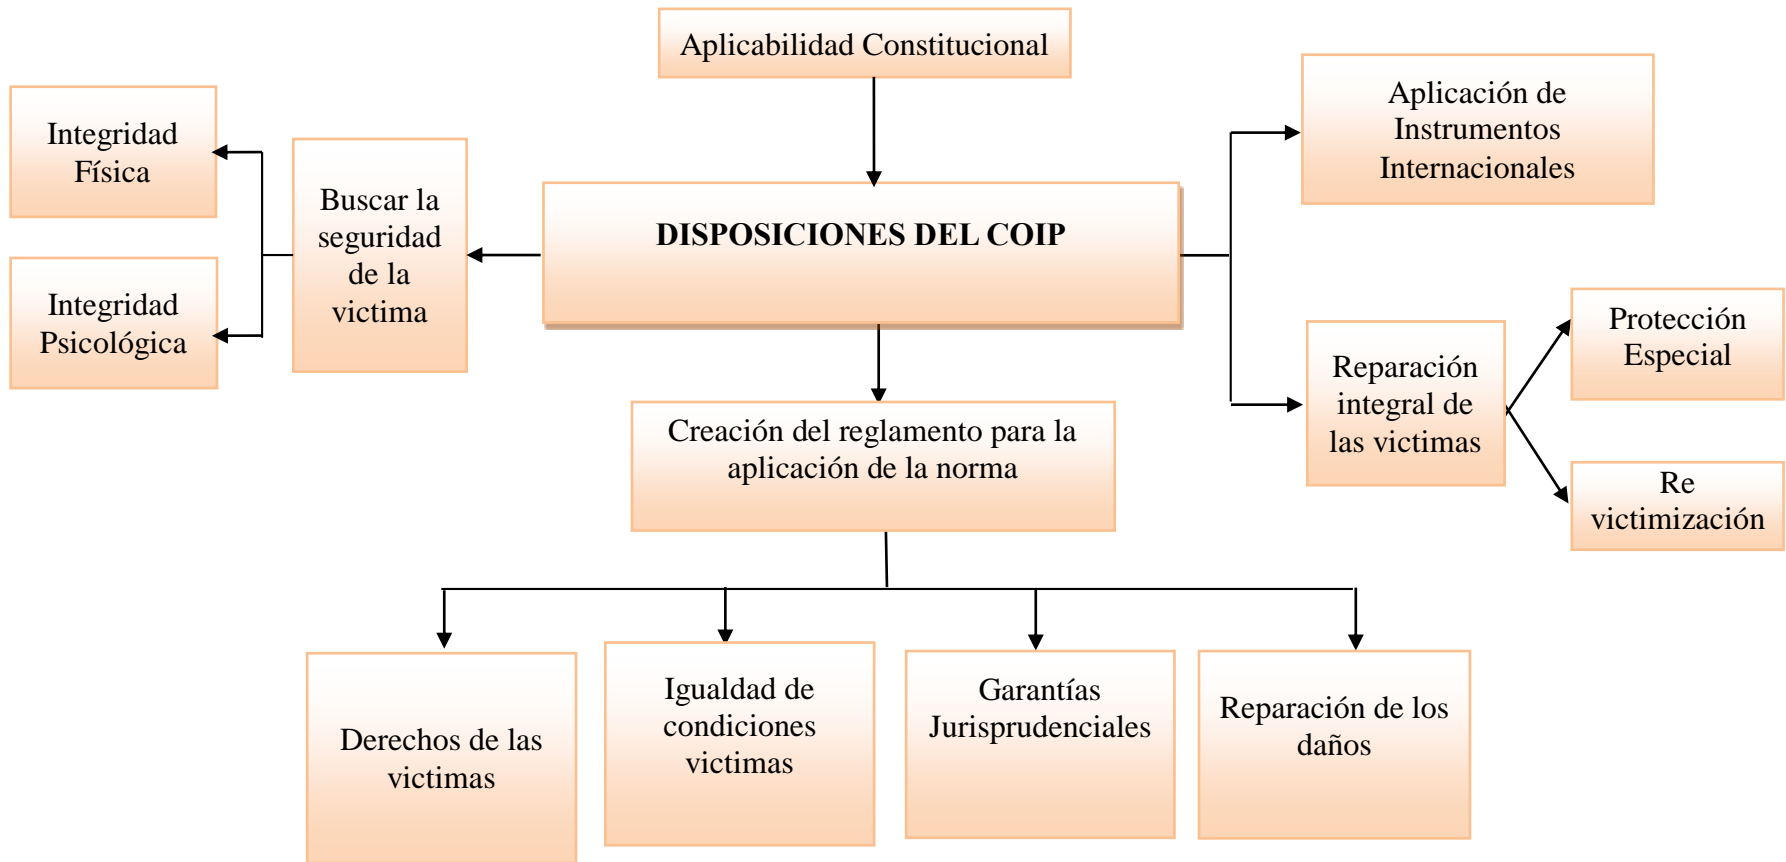 Aplicabilidad Constitucional
Integridad
Física
Integridad
Psicológica
Buscar la
seguridad
de la
victima
DISPOSICIONES DEL COIP
Aplicación de
Instrumentos
Internacionales
Reparación
integral de
las victimas
Protección
Especial
Re
victimización
Creación del reglamento para la
aplicación de la norma
Derechos de las
victimas
Igualdad de
condiciones
victimas
Garantías
Jurisprudenciales
Reparación de los
daños